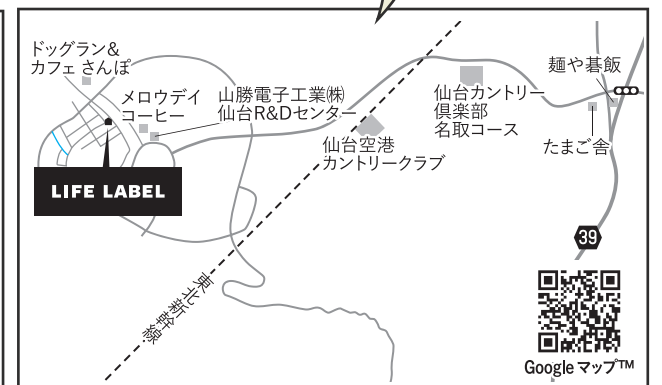 ドッグラン&
カフェ さんぽ
メロウデイ
コーヒー
山勝電子工業㈱
仙台R&Dセンター
仙台空港
カントリークラブ
仙台カントリー
倶楽部
名取コース
麺や碁飯
たまご舎
LIFE LABEL
東北新幹線
39
Google マップ™